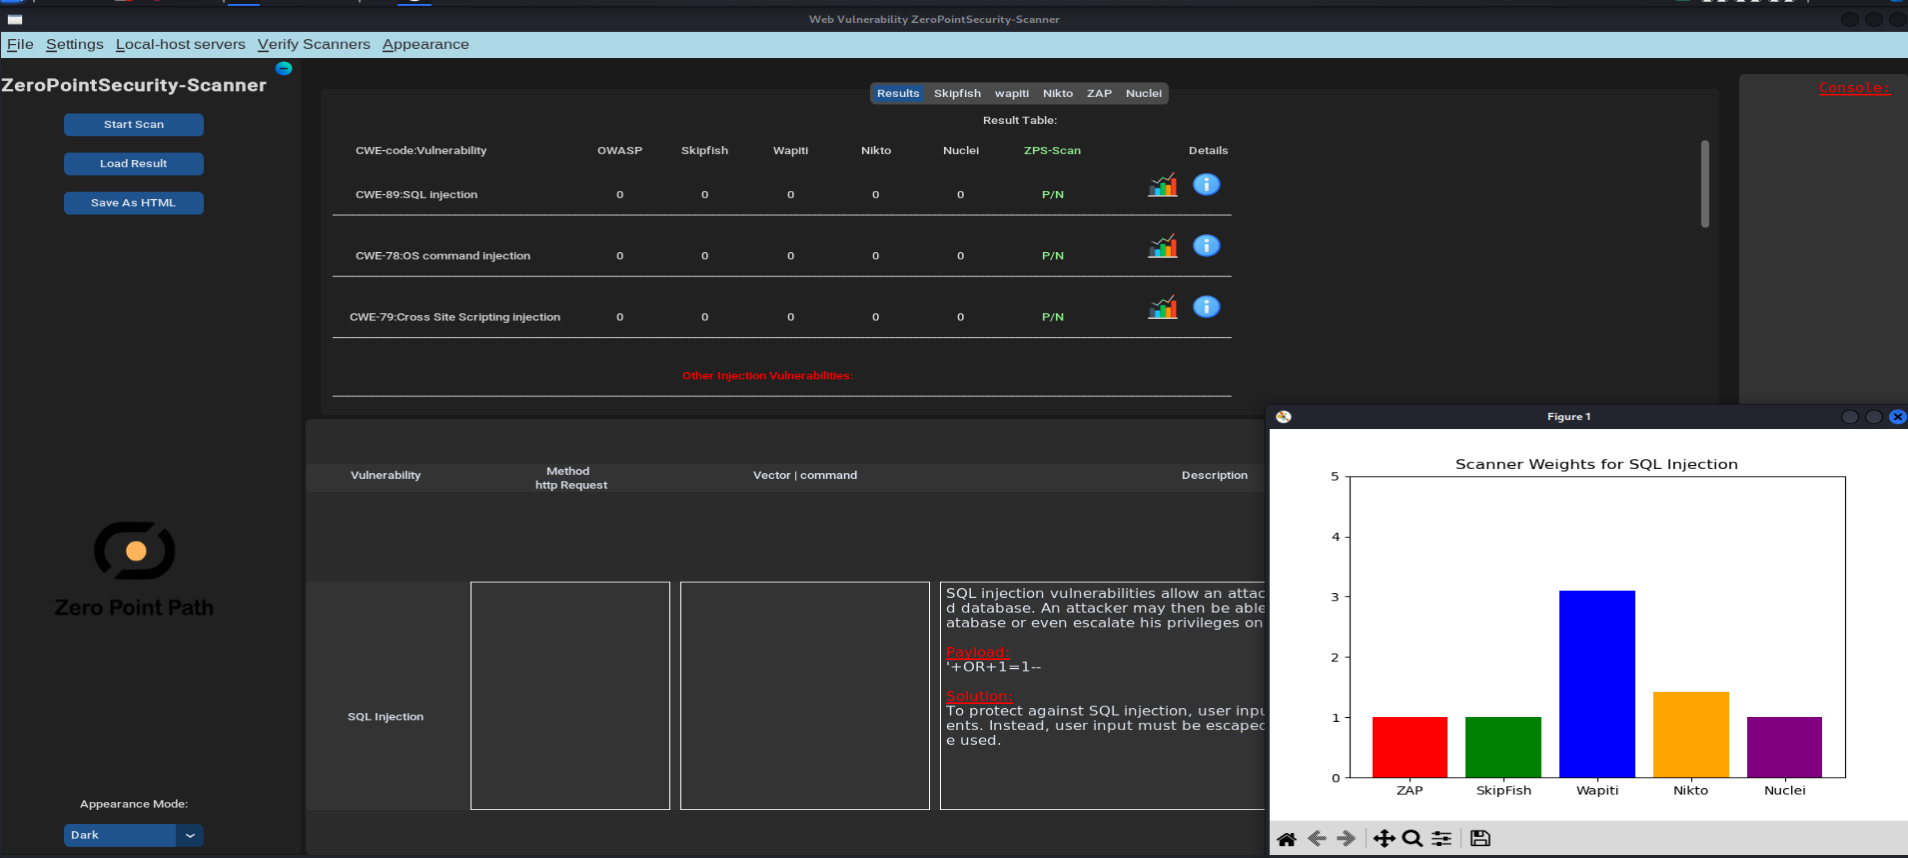 Web Vulnerability ZeroPointSecurity-Scanner
File Settings Local-host servers Verify Scanners Appearance
ZeroPointSecurity-Scanner
Start Scan
Load Result
Save As HTML
Zero Point Path
Appearance Mode:
Dark
Results Skipfish wapiti Nikto ZAP Nuclei
Result Table:
CWE-code:Vulnerability OWASP Skipfish Wapiti Nikto Nuclei ZPS-Scan Details
CWE-89:SQL injection 0 0 0 0 0 P/N
CWE-78:OS command injection 0 0 0 0 0 P/N
CWE-79:Cross Site Scripting injection 0 0 0 0 0 P/N
Other Injection Vulnerabilities:
Console:
Vulnerability Method http Request Vector | command Description
SQL Injection
SQL injection vulnerabilities allow an attac
d database. An attacker may then be able
atabase or even escalate his privileges on
Payload:
'+OR+1=1--
Solution:
To protect against SQL injection, user inpu
ents. Instead, user input must be escaped
e used.
Figure 1
Scanner Weights for SQL Injection
5
4
3
2
1
0
ZAP SkipFish Wapiti Nikto Nuclei